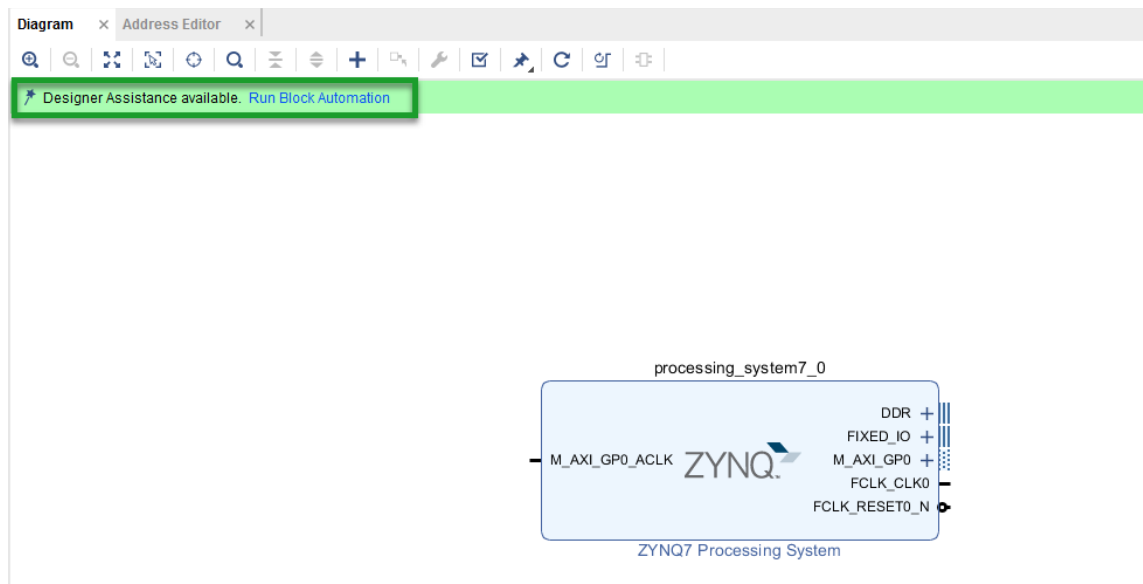 Diagram
Address Editor
Designer Assistance available. Run Block Automation
processing_system7_0
DDR
FIXED_IO
M_AXI_GP0_ACLK ZYNQ. M_AXI_GP0
FCLK_CLK0
FCLK_RESET0_N
ZYNQ7 Processing System